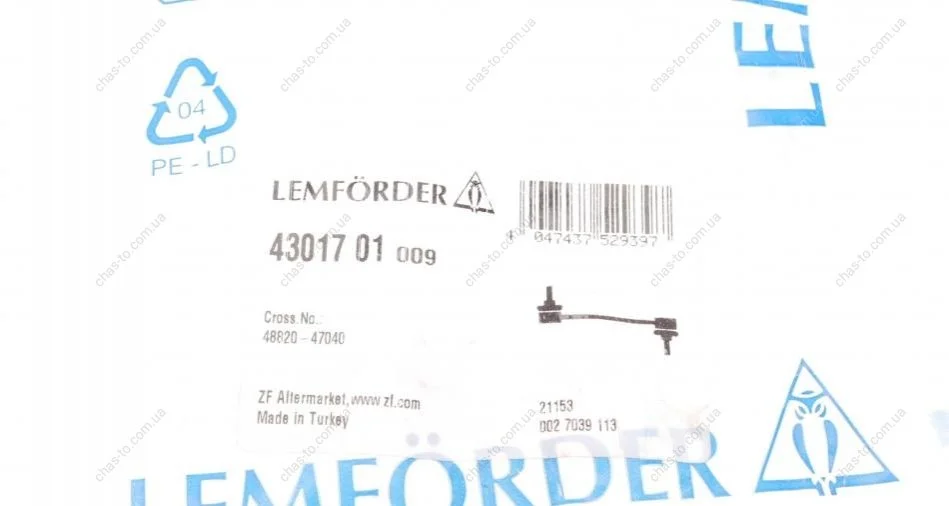 04
PE - LD
LEMFÖRDER
43017 01 009
4 047437 529397
Cross.No.:
48820-47040
ZF Aftermarket, www.zf.com
Made in Turkey
21153
002 7039 113
LEMFÖRDER
LE
chas-to.com.ua